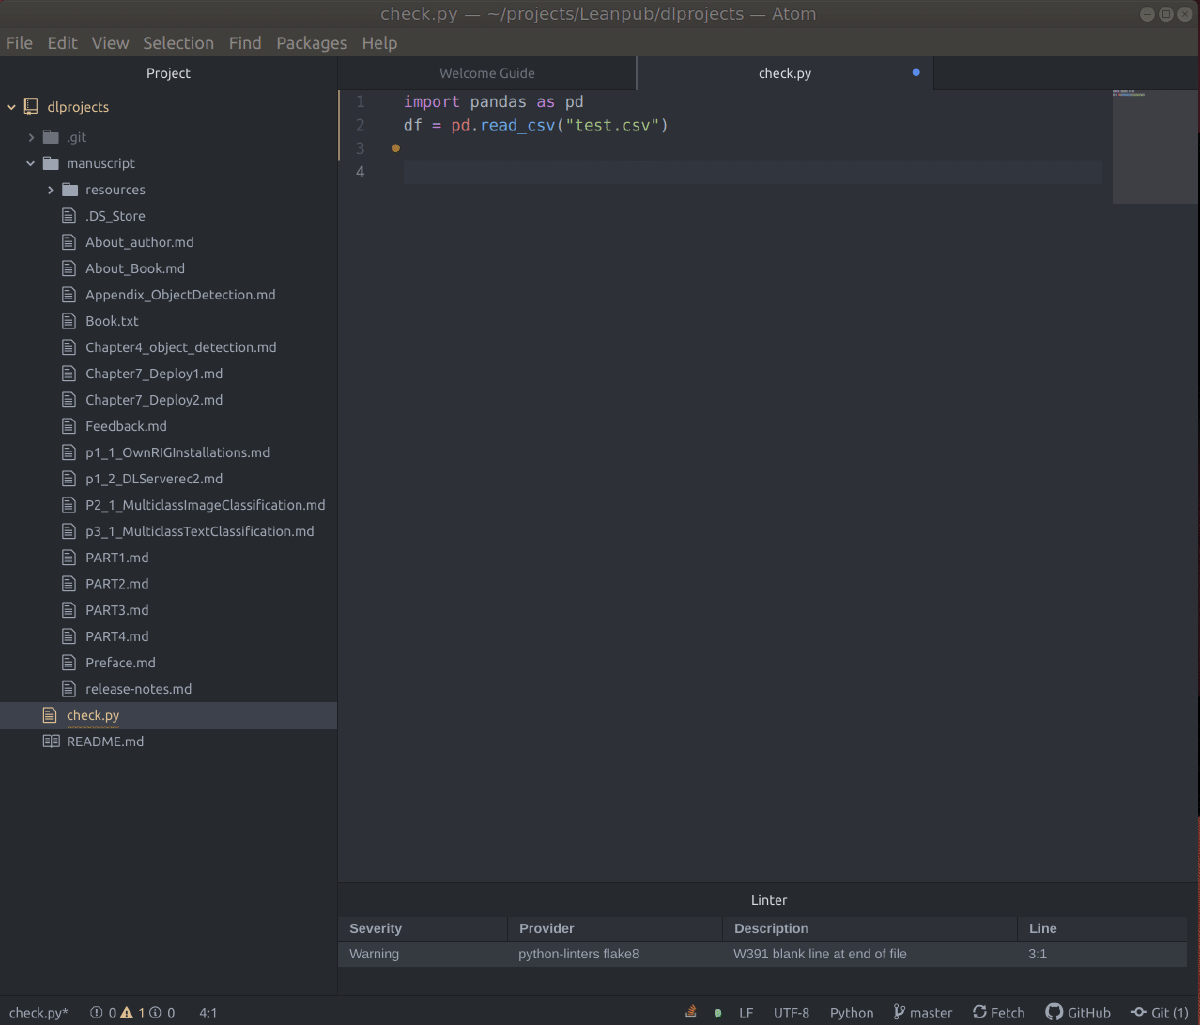 check.py — ~/projects/Leanpub/dlprojects — Atom
File Edit View Selection Find Packages Help
Project
Welcome Guide
check.py
dlprojects
.git
manuscript
resources
.DS_Store
About_author.md
About_Book.md
Appendix_ObjectDetection.md
Book.txt
Chapter4_object_detection.md
Chapter7_Deploy1.md
Chapter7_Deploy2.md
Feedback.md
p1_1_OwnRIGInstallations.md
p1_2_DLServerec2.md
P2_1_MulticlassImageClassification.md
p3_1_MulticlassTextClassification.md
PART1.md
PART2.md
PART3.md
PART4.md
Preface.md
release-notes.md
check.py
README.md
1 import pandas as pd
2 df = pd.read_csv("test.csv")
3
4
Linter
Severity Provider Description Line
Warning python-linters flake8 W391 blank line at end of file 3:1
check.py* 0 1 0 4:1 LF UTF-8 Python master Fetch GitHub Git (1)